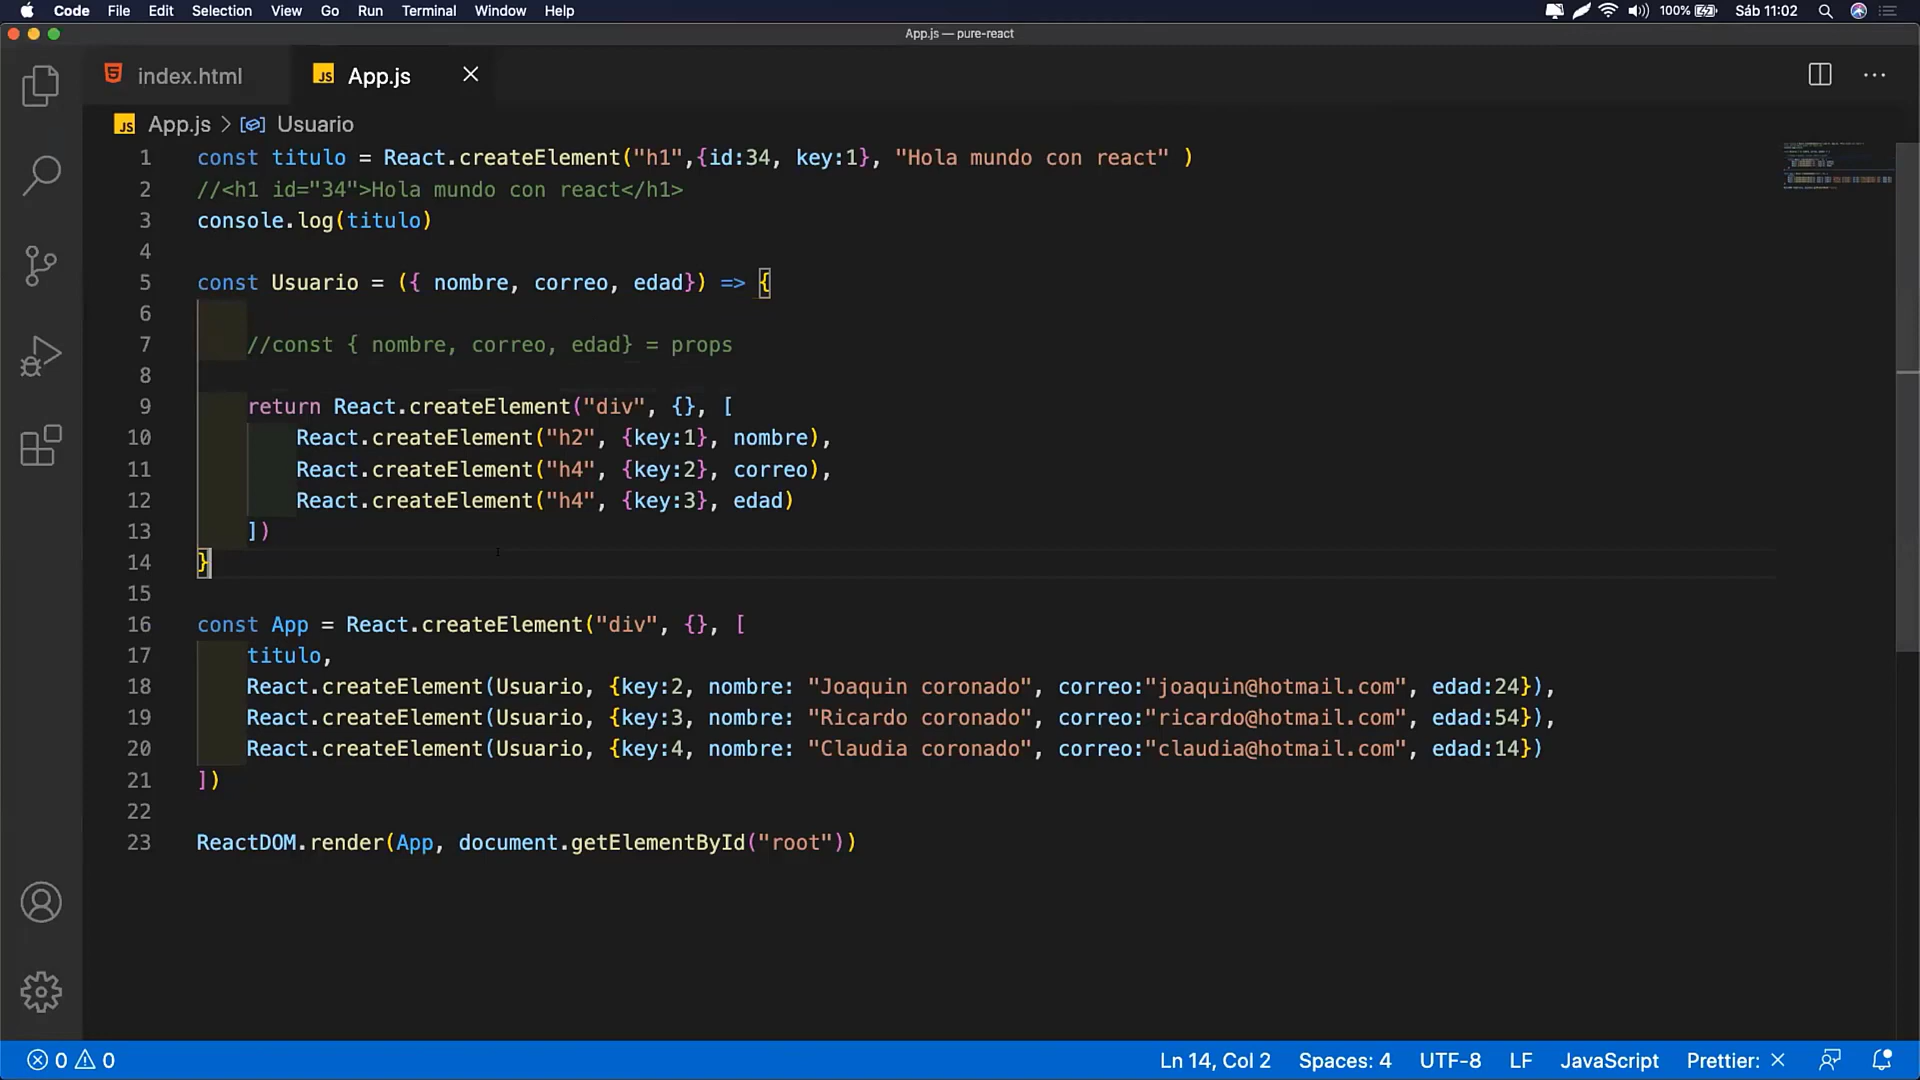 Code File Edit Selection View Go Run Terminal Window Help 100% Sáb 11:02
App.js — pure-react
index.html App.js
App.js > Usuario
1 const titulo = React.createElement("h1",{id:34, key:1}, "Hola mundo con react" )
2 //<h1 id="34">Hola mundo con react</h1>
3 console.log(titulo)
4
5 const Usuario = ({ nombre, correo, edad}) => {
6
7 //const { nombre, correo, edad} = props
8
9 return React.createElement("div", {}, [
10 React.createElement("h2", {key:1}, nombre),
11 React.createElement("h4", {key:2}, correo),
12 React.createElement("h4", {key:3}, edad)
13 ])
14 }
15
16 const App = React.createElement("div", {}, [
17 titulo,
18 React.createElement(Usuario, {key:2, nombre: "Joaquin coronado", correo:"joaquin@hotmail.com", edad:24}),
19 React.createElement(Usuario, {key:3, nombre: "Ricardo coronado", correo:"ricardo@hotmail.com", edad:54}),
20 React.createElement(Usuario, {key:4, nombre: "Claudia coronado", correo:"claudia@hotmail.com", edad:14})
21 ])
22
23 ReactDOM.render(App, document.getElementById("root"))
0 0 Ln 14, Col 2 Spaces: 4 UTF-8 LF JavaScript Prettier: ×